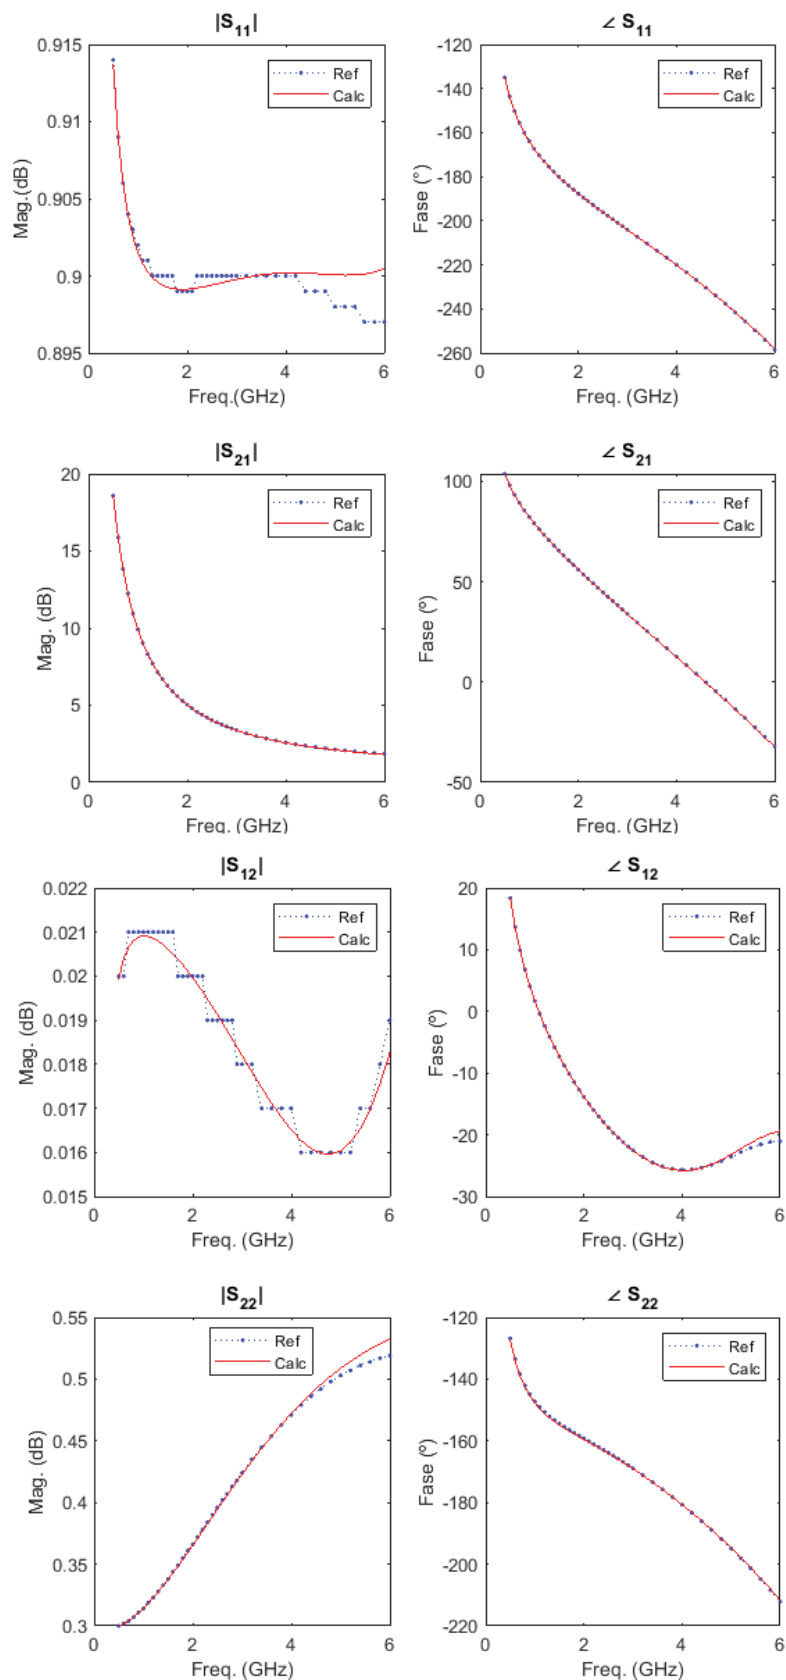 |S11|
0.915
0.91
0.905
0.9
0.895
Mag.(dB)
Ref
Calc
0 2 4 6
Freq.(GHz)
∠ S11
-120
-140
-160
-180
-200
-220
-240
-260
Fase (°)
Ref
Calc
0 2 4 6
Freq. (GHz)
|S21|
20
15
10
5
0
Mag. (dB)
Ref
Calc
0 2 4 6
Freq. (GHz)
∠ S21
100
50
0
-50
Fase (º)
Ref
Calc
0 2 4 6
Freq. (GHz)
|S12|
0.022
0.021
0.02
0.019
0.018
0.017
0.016
0.015
Mag. (dB)
Ref
Calc
0 2 4 6
Freq. (GHz)
∠ S12
20
10
0
-10
-20
-30
Fase (º)
Ref
Calc
0 2 4 6
Freq. (GHz)
|S22|
0.55
0.5
0.45
0.4
0.35
0.3
Mag. (dB)
Ref
Calc
0 2 4 6
Freq. (GHz)
∠ S22
-120
-140
-160
-180
-200
-220
Fase (º)
Ref
Calc
0 2 4 6
Freq. (GHz)